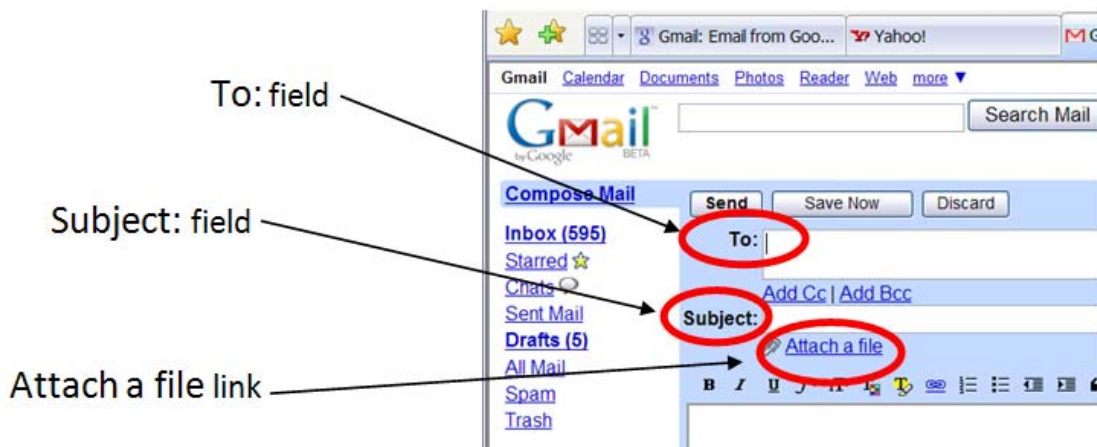 Gmail: Email from Goo...
Yahoo!
G
Gmail Calendar Documents Photos Reader Web more ▼
To: field
Gmail
by Google BETA
Search Mail
Compose Mail
Send Save Now Discard
Subject: field
Inbox (595)
To:
Starred
Chats
Add Cc | Add Bcc
Sent Mail
Subject:
Drafts (5)
Attach a file
All Mail
Attach a file link
B I U
Spam
Trash